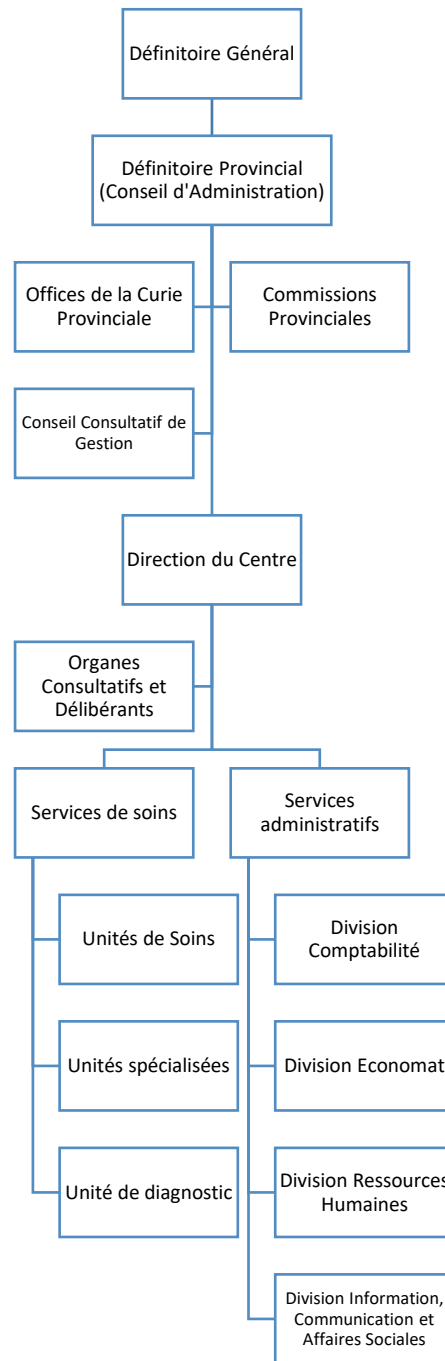 Définitoire Général
Définitoire Provincial
(Conseil d'Administration)
Offices de la Curie
Provinciale
Commissions
Provinciales
Conseil Consultatif de
Gestion
Direction du Centre
Organes
Consultatifs et
Délibérants
Services de soins
Services
administratifs
Unités de Soins
Unités spécialisées
Unité de diagnostic
Division
Comptabilité
Division Economat
Division Ressources
Humaines
Division Information,
Communication et
Affaires Sociales